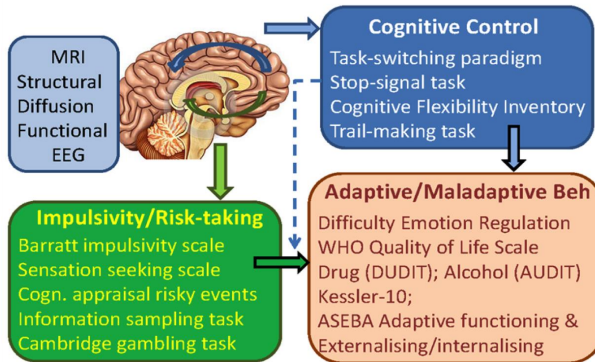 MRI
Structural
Diffusion
Functional
EEG
Cognitive Control
Task-switching paradigm
Stop-signal task
Cognitive Flexibility Inventory
Trail-making task
Impulsivity/Risk-taking
Barratt impulsivity scale
Sensation seeking scale
Cogn. appraisal risky events
Information sampling task
Cambridge gambling task
Adaptive/Maladaptive Beh
Difficulty Emotion Regulation
WHO Quality of Life Scale
Drug (DUDIT); Alcohol (AUDIT)
Kessler-10;
ASEBA Adaptive functioning &
Externalising/internalising